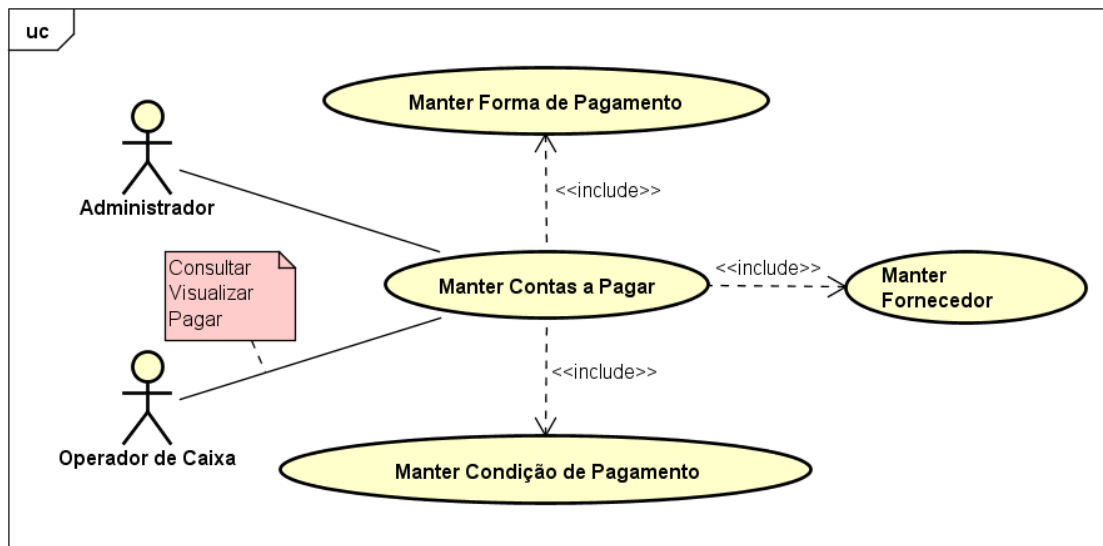 uc
Manter Forma de Pagamento
<<include>>
Administrador
Consultar
Visualizar
Pagar
Manter Contas a Pagar
<<include>>
Manter
Fornecedor
<<include>>
Operador de Caixa
Manter Condição de Pagamento